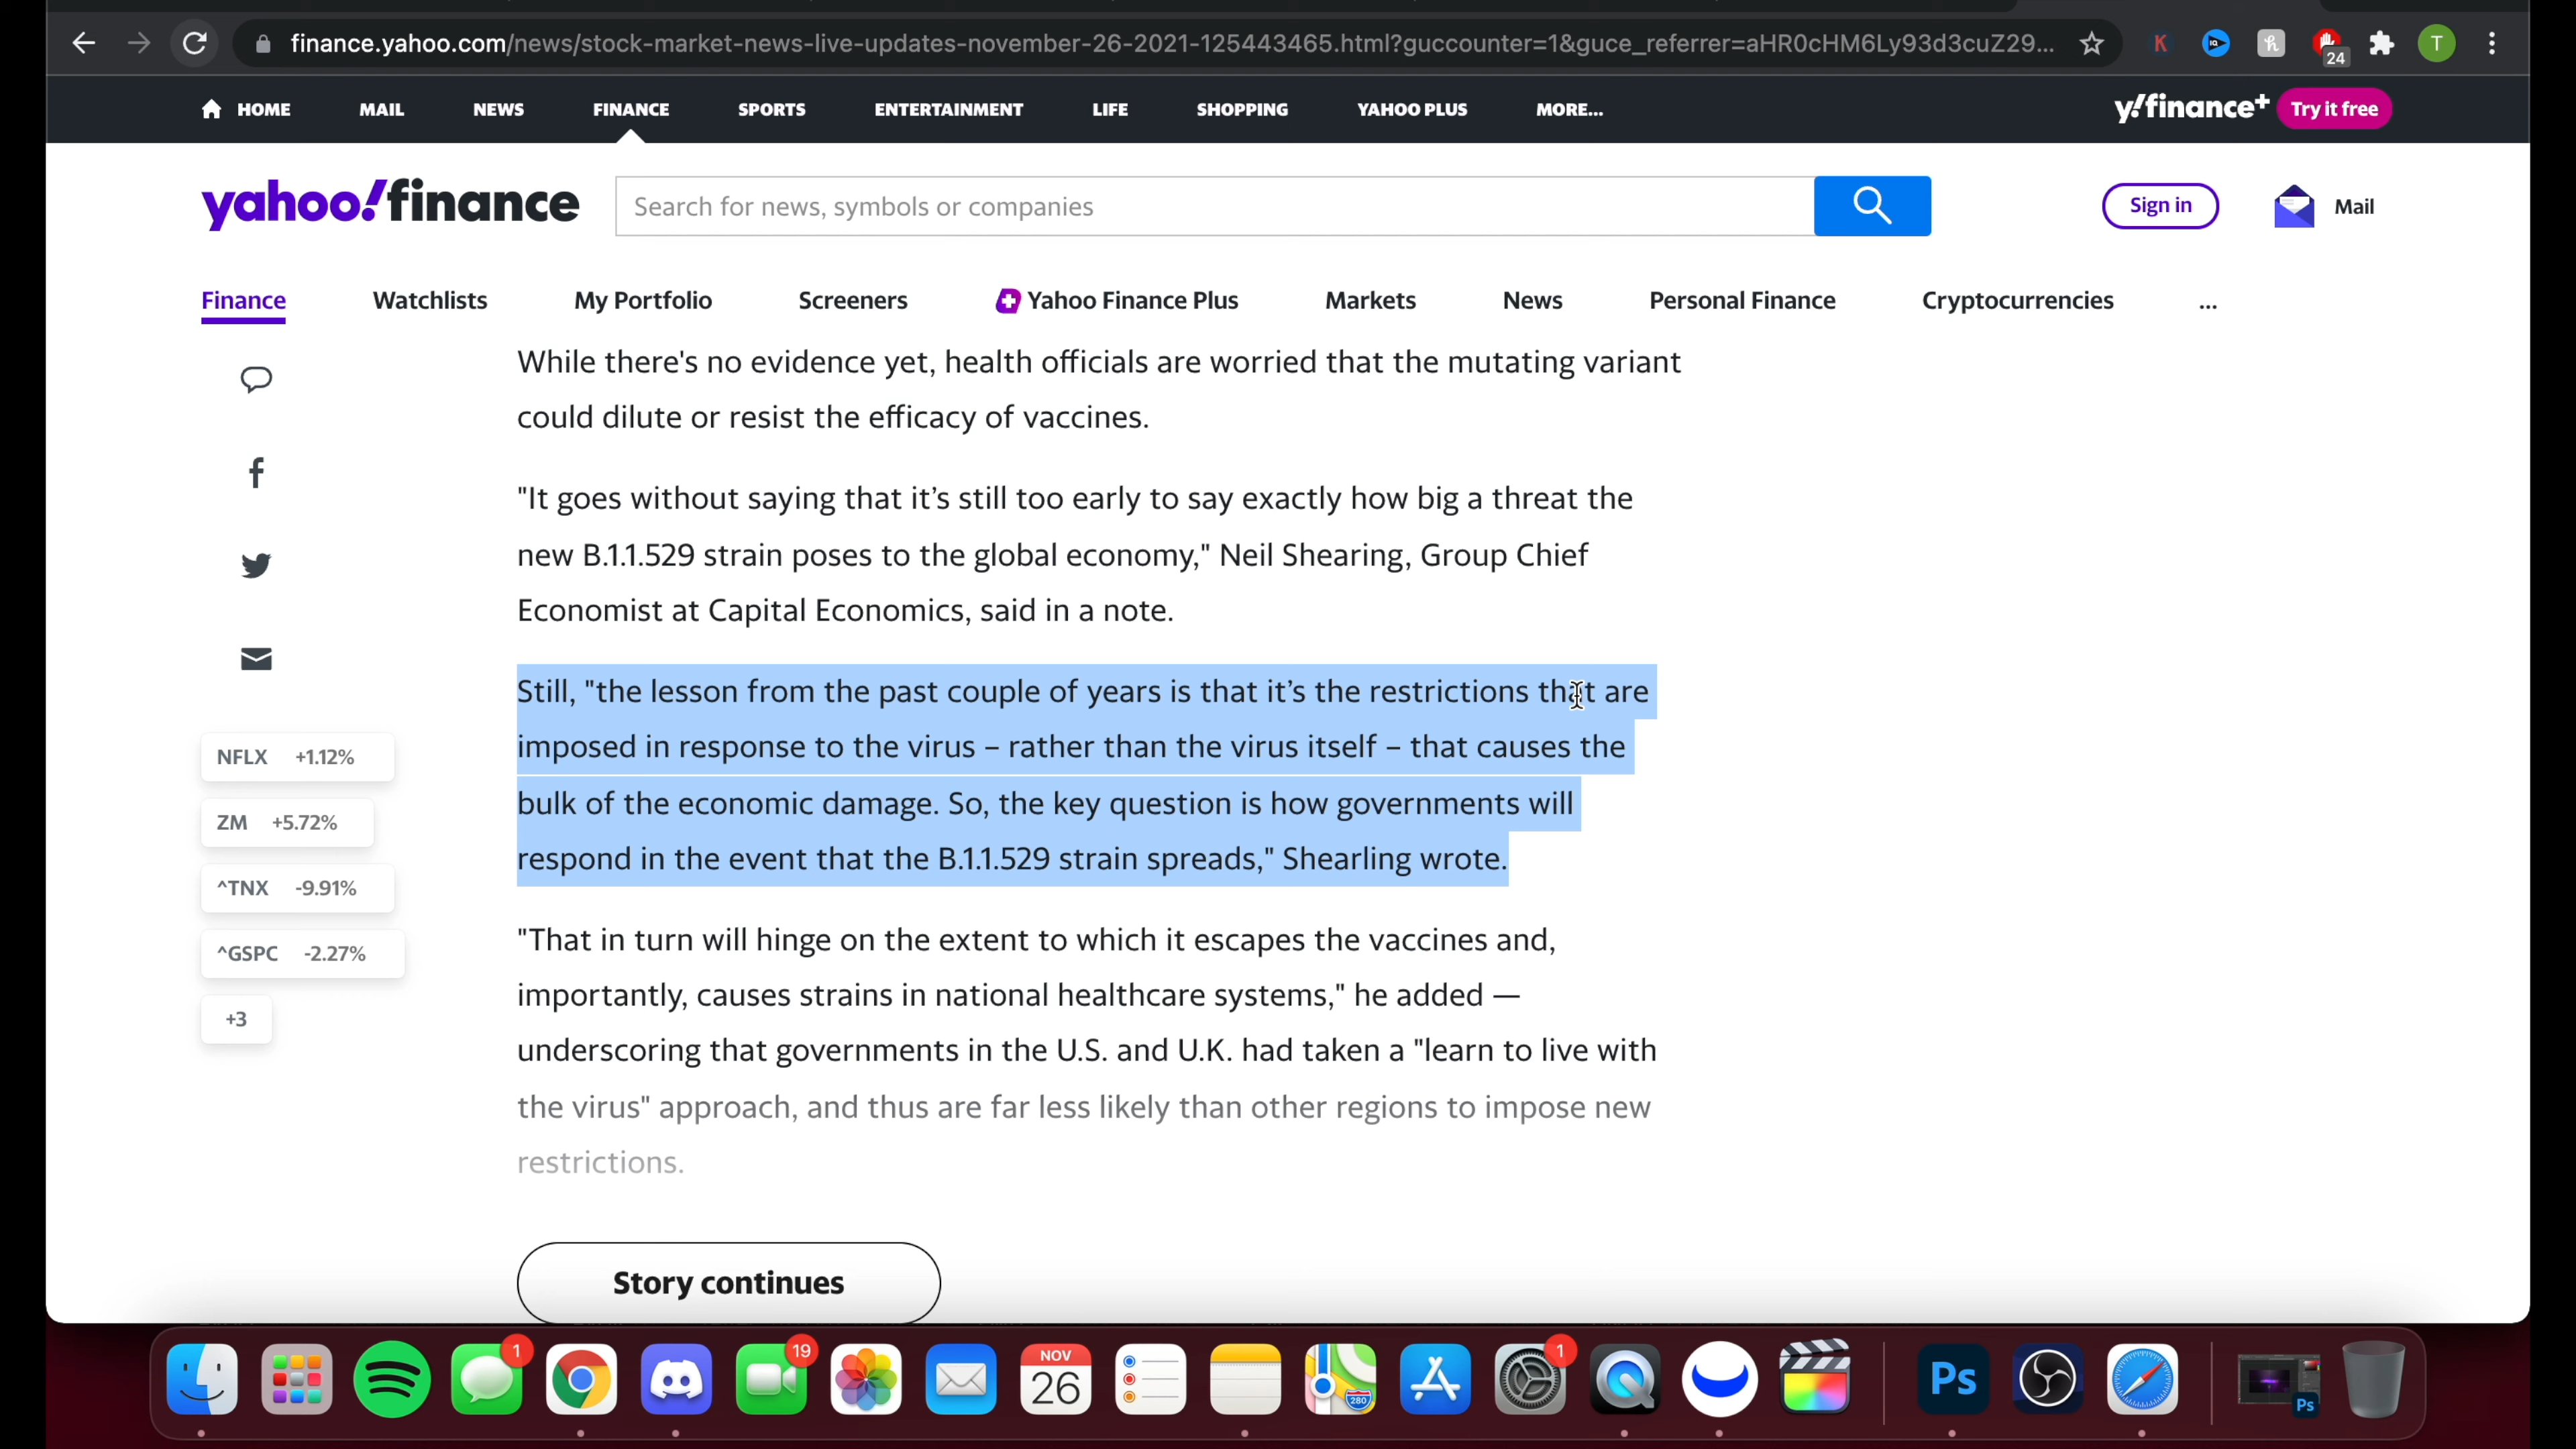 finance.yahoo.com/news/stock-market-news-live-updates-november-26-2021-125443465.html?guccounter=1&guce_referrer=aHR0cHM6Ly93d3cuZ29...
K
IQ
h
24
T
HOME MAIL NEWS FINANCE SPORTS ENTERTAINMENT LIFE SHOPPING YAHOO PLUS MORE...
y!finance+ Try it free
yahoo!finance
Search for news, symbols or companies
Sign in
Mail
Finance Watchlists My Portfolio Screeners Yahoo Finance Plus Markets News Personal Finance Cryptocurrencies ...
While there's no evidence yet, health officials are worried that the mutating variant
could dilute or resist the efficacy of vaccines.
"It goes without saying that it’s still too early to say exactly how big a threat the
new B.1.1.529 strain poses to the global economy," Neil Shearing, Group Chief
Economist at Capital Economics, said in a note.
Still, "the lesson from the past couple of years is that it’s the restrictions that are
imposed in response to the virus – rather than the virus itself – that causes the
bulk of the economic damage. So, the key question is how governments will
respond in the event that the B.1.1.529 strain spreads," Shearling wrote.
"That in turn will hinge on the extent to which it escapes the vaccines and,
importantly, causes strains in national healthcare systems," he added —
underscoring that governments in the U.S. and U.K. had taken a "learn to live with
the virus" approach, and thus are far less likely than other regions to impose new
restrictions.
NFLX +1.12%
ZM +5.72%
^TNX -9.91%
^GSPC -2.27%
+3
Story continues
1
19
NOV
26
280
1
Ps
Ps